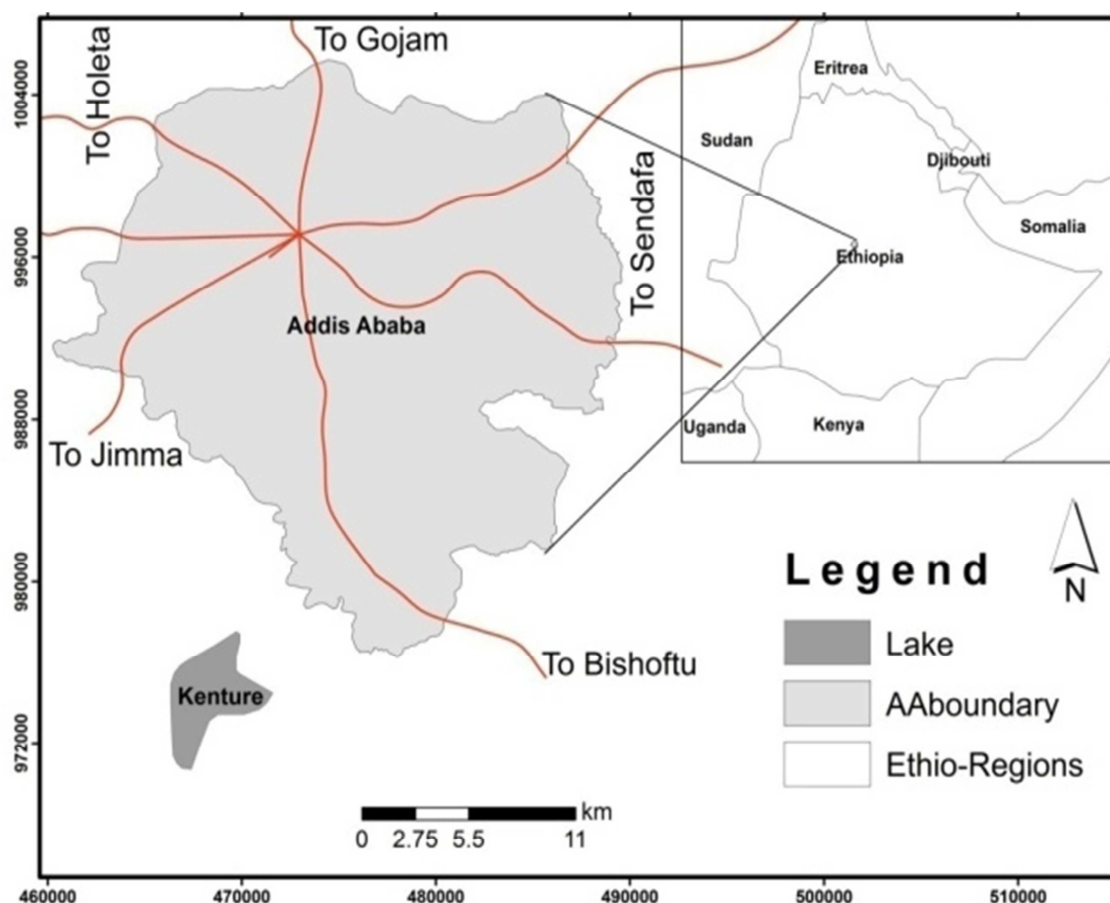 To Gojam
To Holeta
Eritrea
1004000
Sudan
Djibouti
To Sendafa
Somalia
996000
Ethiopia
Addis Ababa
988000
Uganda
Kenya
To Jimma
Legend
980000
N
Lake
To Bishoftu
Kenture
AAboundary
972000
Ethio-Regions
km
0 2.75 5.5 11
460000 470000 480000 490000 500000 510000